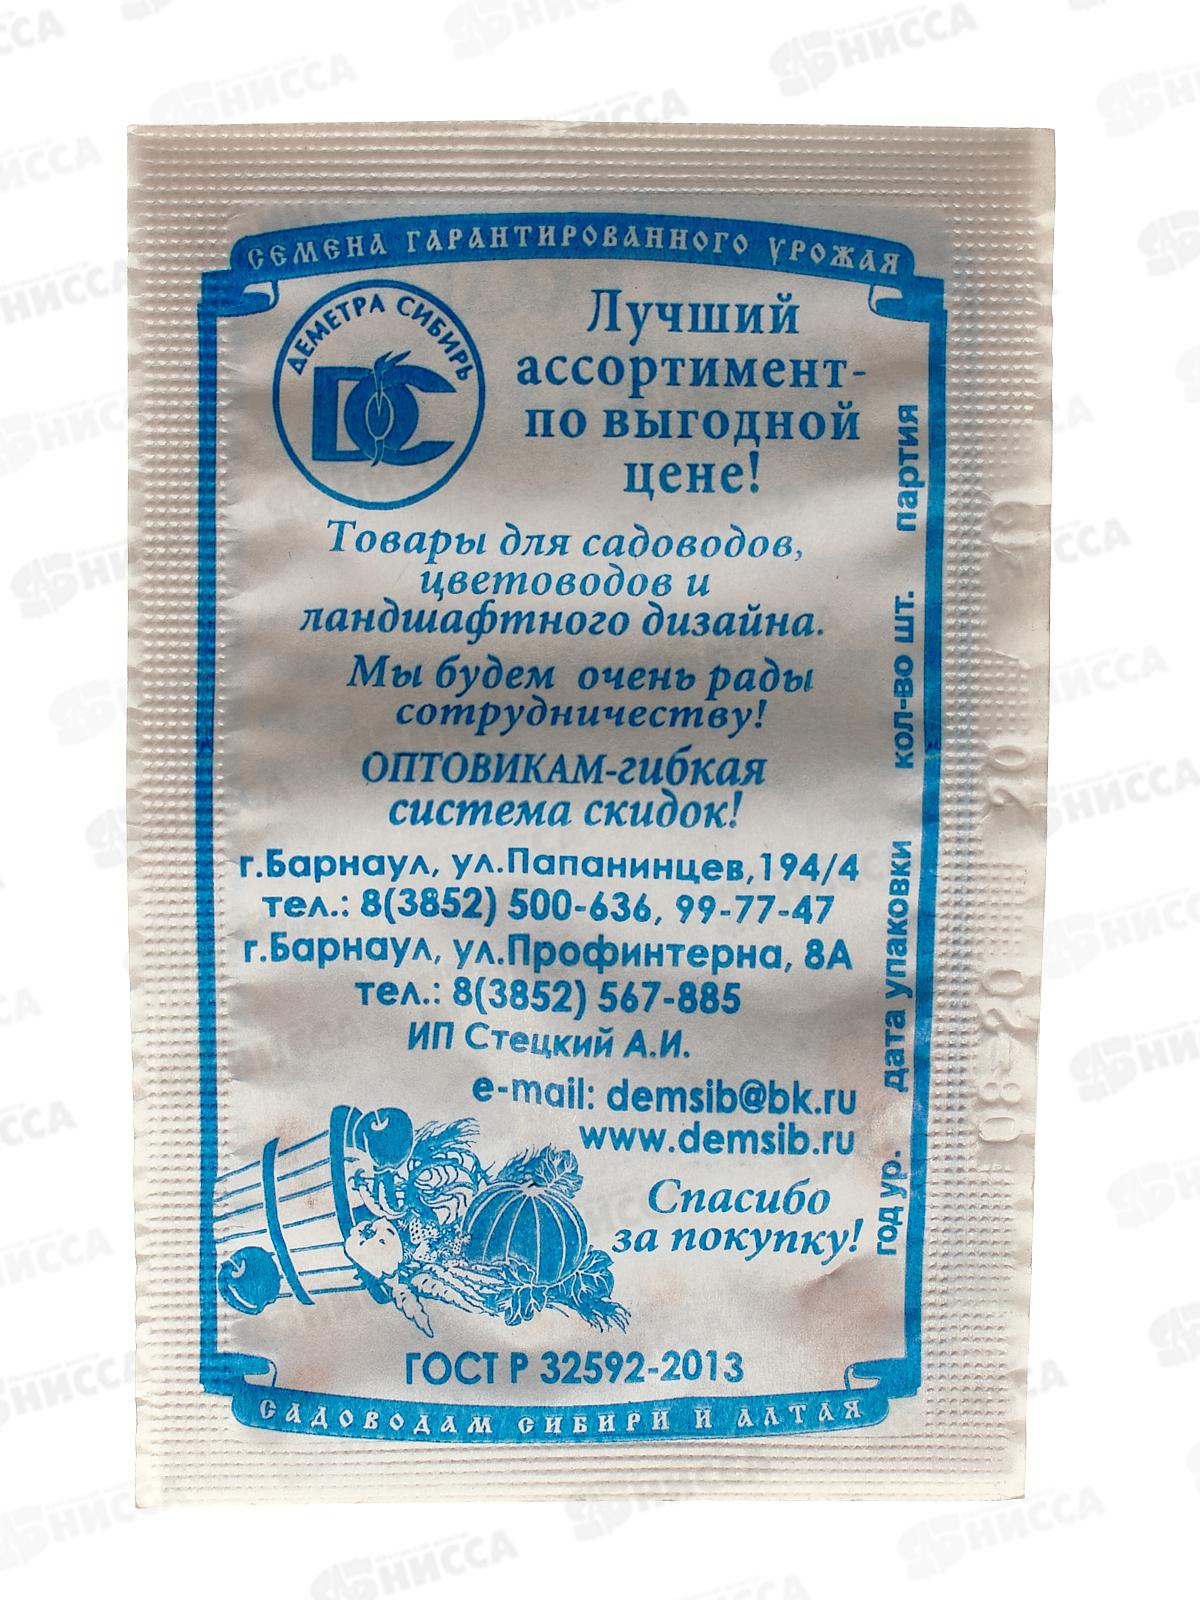 СЕМЕНА ГАРАНТИРОВАННОГО УРОЖАЯ
ДЕМЕТРА СИБИРЬ
DC
Лучший
ассортимент-
по выгодной
цене!
Товары для садоводов,
цветоводов и
ландшафтного дизайна.
Мы будем очень рады
сотрудничеству!
ОПТОВИКАМ-гибкая
система скидок!
г.Барнаул, ул.Папанинцев,194/4
тел.: 8(3852) 500-636, 99-77-47
г.Барнаул, ул.Профинтерна, 8А
тел.: 8(3852) 567-885
ИП Стецкий А.И.
e-mail: demsib@bk.ru
www.demsib.ru
Спасибо
за покупку!
ГОСТ Р 32592-2013
САДОВОДАМ СИБИРИ И АЛТАЯ
год ур. дата упаковки кол-во шт. партия
НИССА